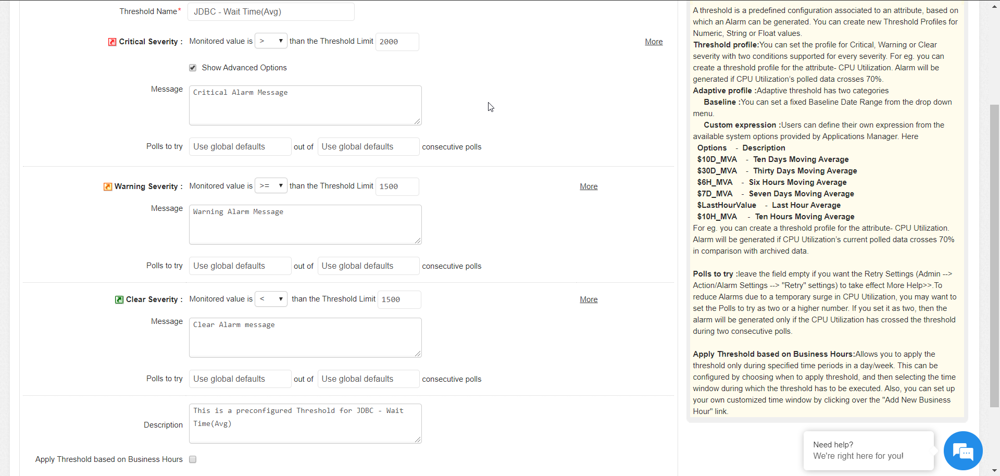 Threshold Name* JDBC - Wait Time(Avg)
Critical Severity : Monitored value is > than the Threshold Limit 2000 More
Show Advanced Options
Message Critical Alarm Message
Polls to try Use global defaults out of Use global defaults consecutive polls
Warning Severity : Monitored value is >= than the Threshold Limit 1500 More
Message Warning Alarm Message
Polls to try Use global defaults out of Use global defaults consecutive polls
Clear Severity : Monitored value is < than the Threshold Limit 1500 More
Message Clear Alarm message
Polls to try Use global defaults out of Use global defaults consecutive polls
Description This is a preconfigured Threshold for JDBC - Wait
Time(Avg)
Apply Threshold based on Business Hours
A threshold is a predefined configuration associated to an attribute, based on
which an Alarm can be generated. You can create new Threshold Profiles for
Numeric, String or Float values.
Threshold profile:You can set the profile for Critical, Warning or Clear
severity with two conditions supported for every severity. For eg. you can
create a threshold profile for the attribute- CPU Utilization. Alarm will be
generated if CPU Utilization's polled data crosses 70%.
Adaptive profile :Adaptive threshold has two categories
Baseline :You can set a fixed Baseline Date Range from the drop down
menu.
Custom expression :Users can define their own expression from the
available system options provided by Applications Manager. Here
Options - Description
$10D_MVA - Ten Days Moving Average
$30D_MVA - Thirty Days Moving Average
$6H_MVA - Six Hours Moving Average
$7D_MVA - Seven Days Moving Average
$LastHourValue - Last Hour Average
$10H_MVA - Ten Hours Moving Average
For eg. you can create a threshold profile for the attribute- CPU Utilization.
Alarm will be generated if CPU Utilization's current polled data crosses 70%
in comparison with archived data.
Polls to try :leave the field empty if you want the Retry Settings (Admin -->
Action/Alarm Settings --> "Retry" settings) to take effect More Help>>.To
reduce Alarms due to a temporary surge in CPU Utilization, you may want to
set the Polls to try as two or a higher number. If you set it as two, then the
alarm will be generated only if the CPU Utilization has crossed the threshold
during two consecutive polls.
Apply Threshold based on Business Hours:Allows you to apply the
threshold only during specified time periods in a day/week. This can be
configured by choosing when to apply threshold, and then selecting the time
window during which the threshold has to be executed. Also, you can set up
your own customized time window by clicking over the "Add New Business
Hour" link.
Need help?
We're right here for you!